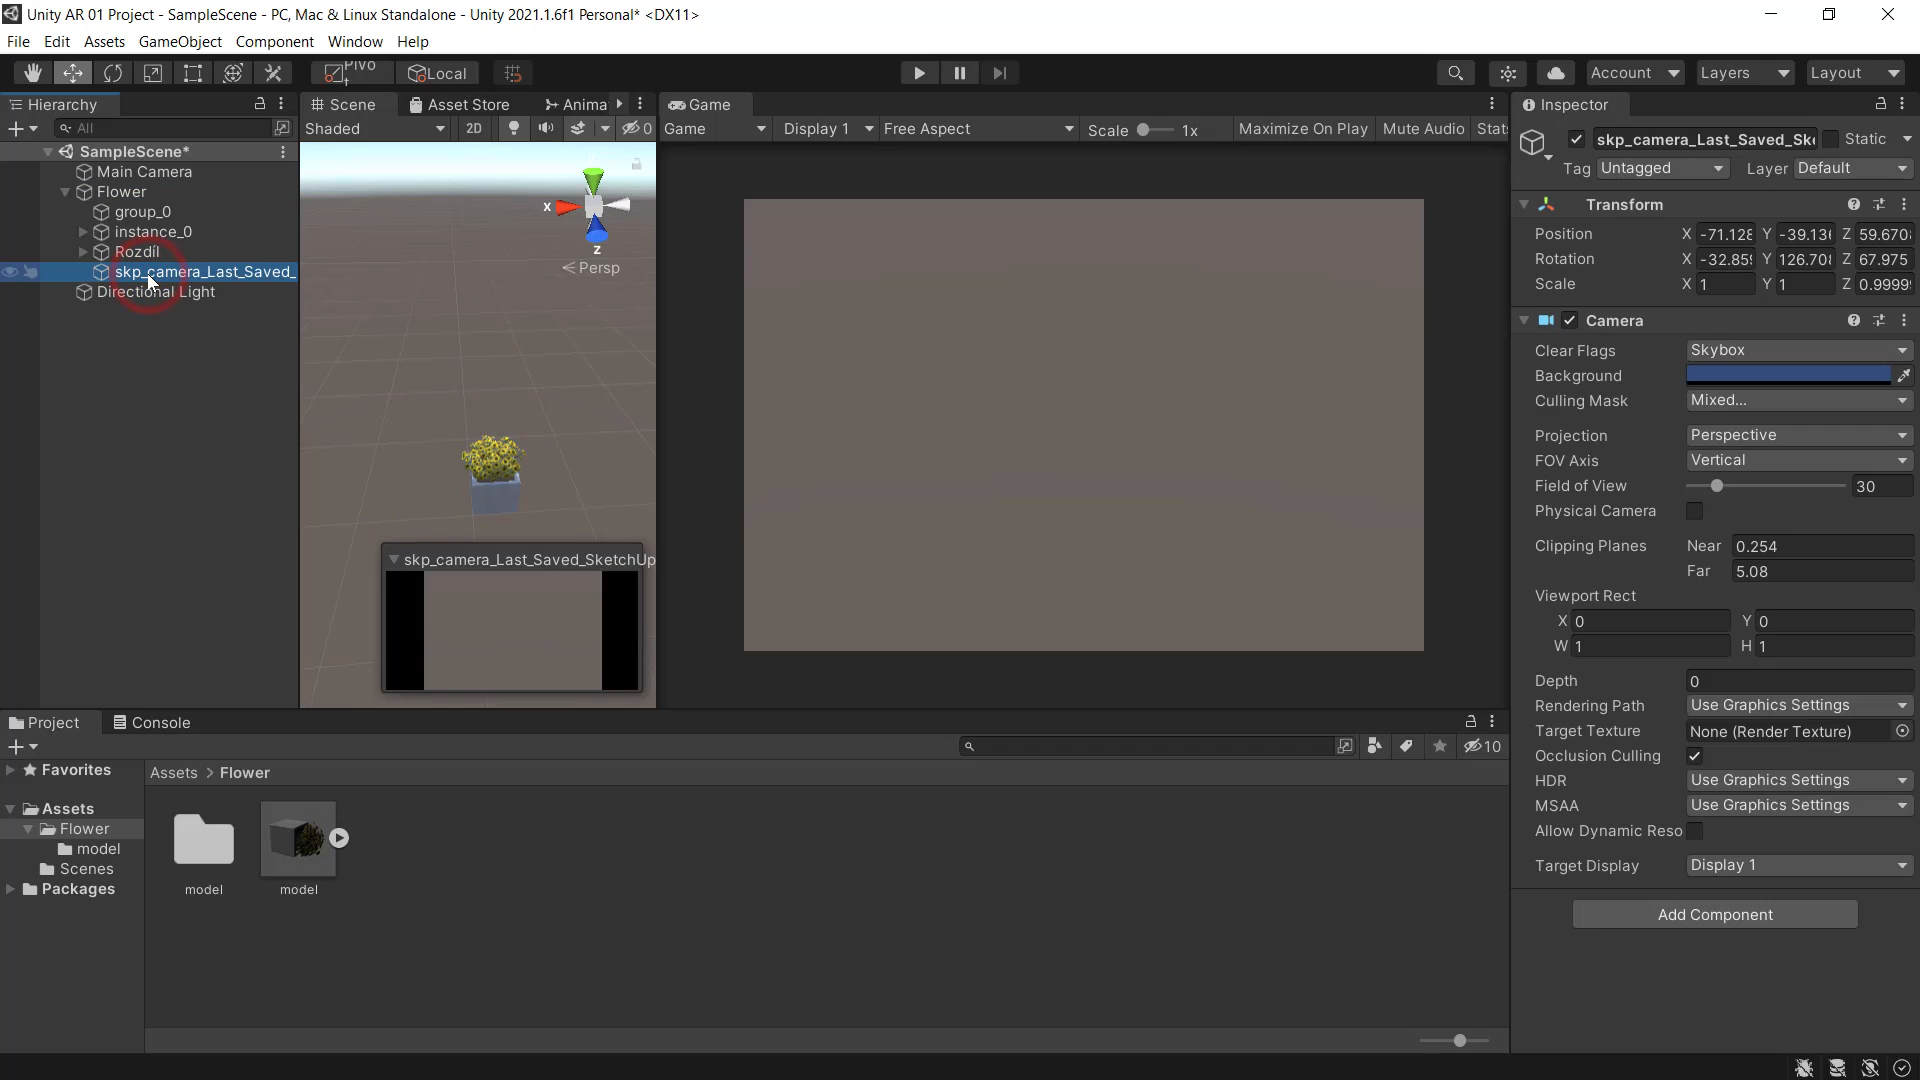 Unity AR 01 Project - SampleScene - PC, Mac & Linux Standalone - Unity 2021.1.6f1 Personal* <DX11>
File Edit Assets GameObject Component Window Help
Pivot Local Account Layers Layout
Hierarchy
All
SampleScene*
Main Camera
Flower
group_0
instance_0
Rozdíl
skp_camera_Last_Saved_
Directional Light
Scene Asset Store Anima
Shaded 2D 0
x
z
Persp
skp_camera_Last_Saved_SketchUp
Game
Game Display 1 Free Aspect Scale 1x Maximize On Play Mute Audio Stats
Inspector
skp_camera_Last_Saved_Ske Static
Tag Untagged Layer Default
Transform
Position X -71.128 Y -39.136 Z 59.670
Rotation X -32.859 Y 126.708 Z 67.975
Scale X 1 Y 1 Z 0.9999
Camera
Clear Flags Skybox
Background
Culling Mask Mixed...
Projection Perspective
FOV Axis Vertical
Field of View 30
Physical Camera
Clipping Planes Near 0.254
Far 5.08
Viewport Rect
X 0 Y 0
W 1 H 1
Depth 0
Rendering Path Use Graphics Settings
Target Texture None (Render Texture)
Occlusion Culling
HDR Use Graphics Settings
MSAA Use Graphics Settings
Allow Dynamic Reso
Target Display Display 1
Add Component
Project Console
10
Favorites
Assets
Flower
model
Scenes
Packages
Assets > Flower
model model